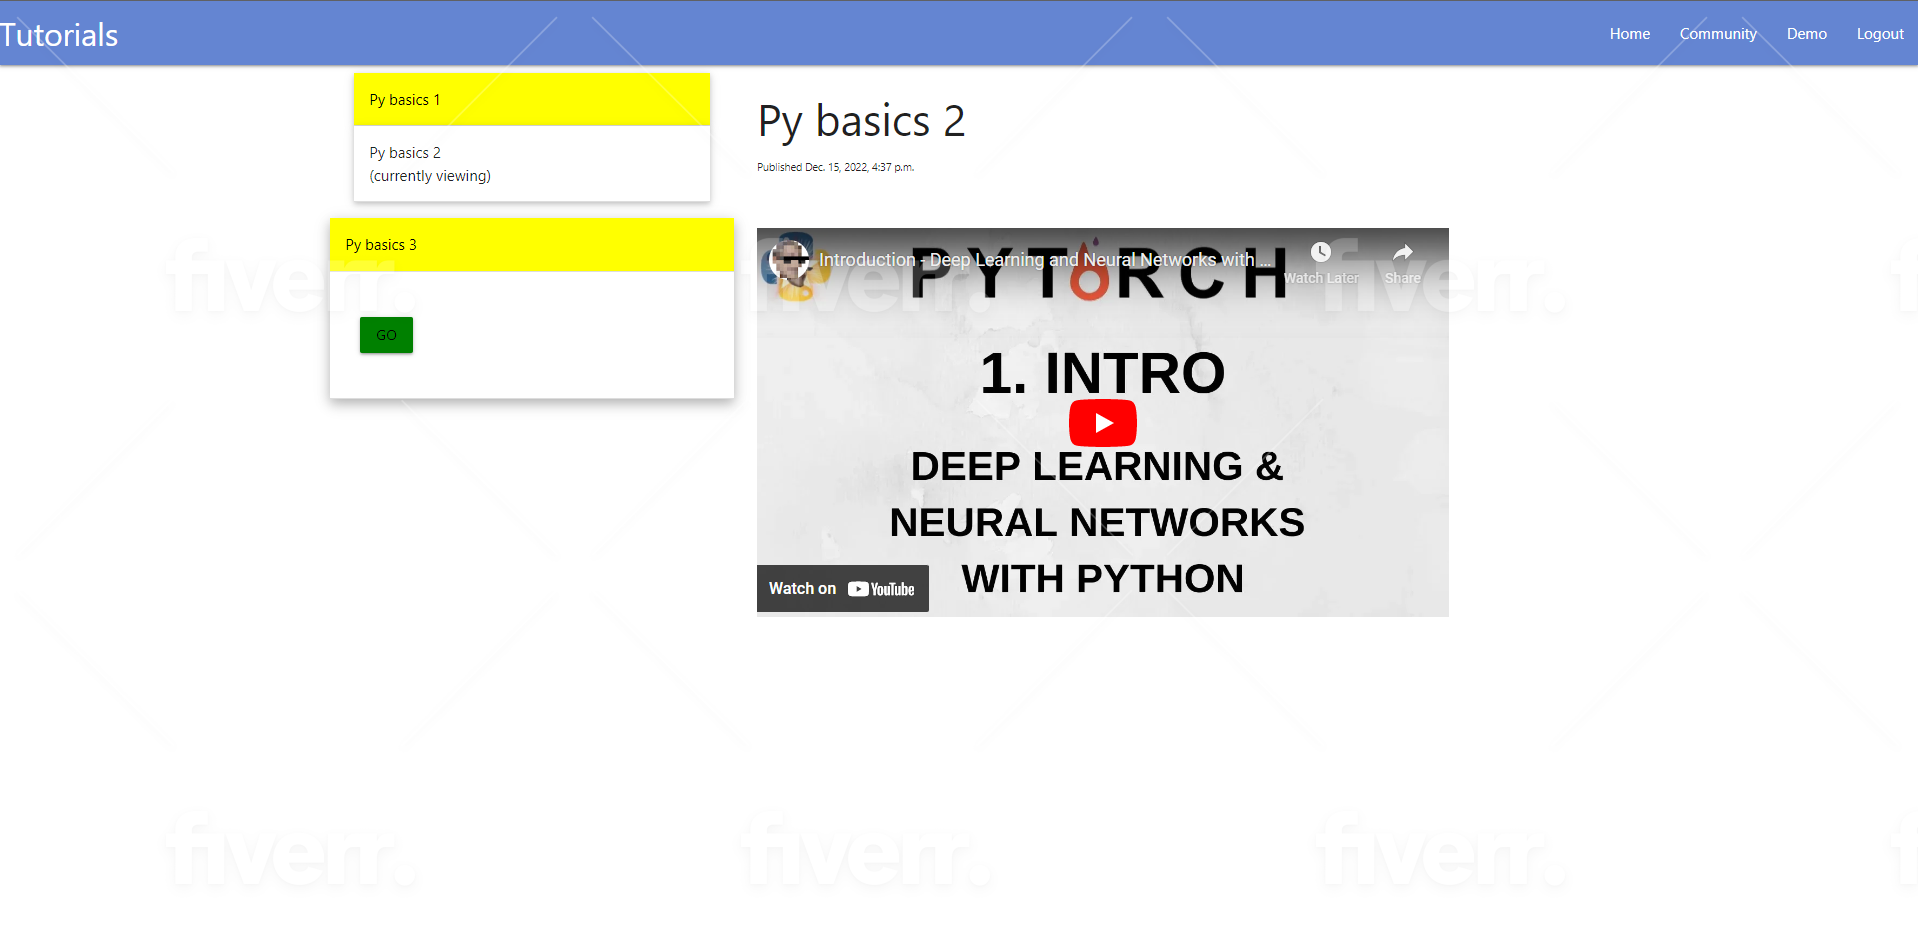 Tutorials
Home Community Demo Logout
Py basics 1
Py basics 2
(currently viewing)
Py basics 3
GO
Py basics 2
Published Dec. 15, 2022, 4:37 p.m.
PYTORCH
Introduction - Deep Learning and Neural Networks with ...
Watch Later
Share
1. INTRO
DEEP LEARNING &
NEURAL NETWORKS
WITH PYTHON
Watch on YouTube
fiverr.
fiverr.
fiverr.
fiverr.
fiverr.
fiverr.